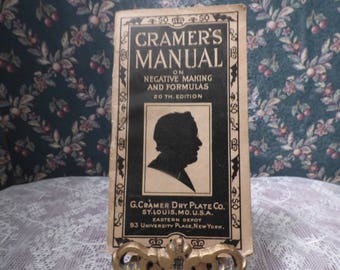 CRAMER'S
MANUAL
ON
NEGATIVE MAKING
AND FORMULAS
20TH. EDITION
G. CRAMER DRY PLATE CO.
ST. LOUIS, MO. U.S.A.
EASTERN DEPOT
93 UNIVERSITY PLACE, NEW YORK.